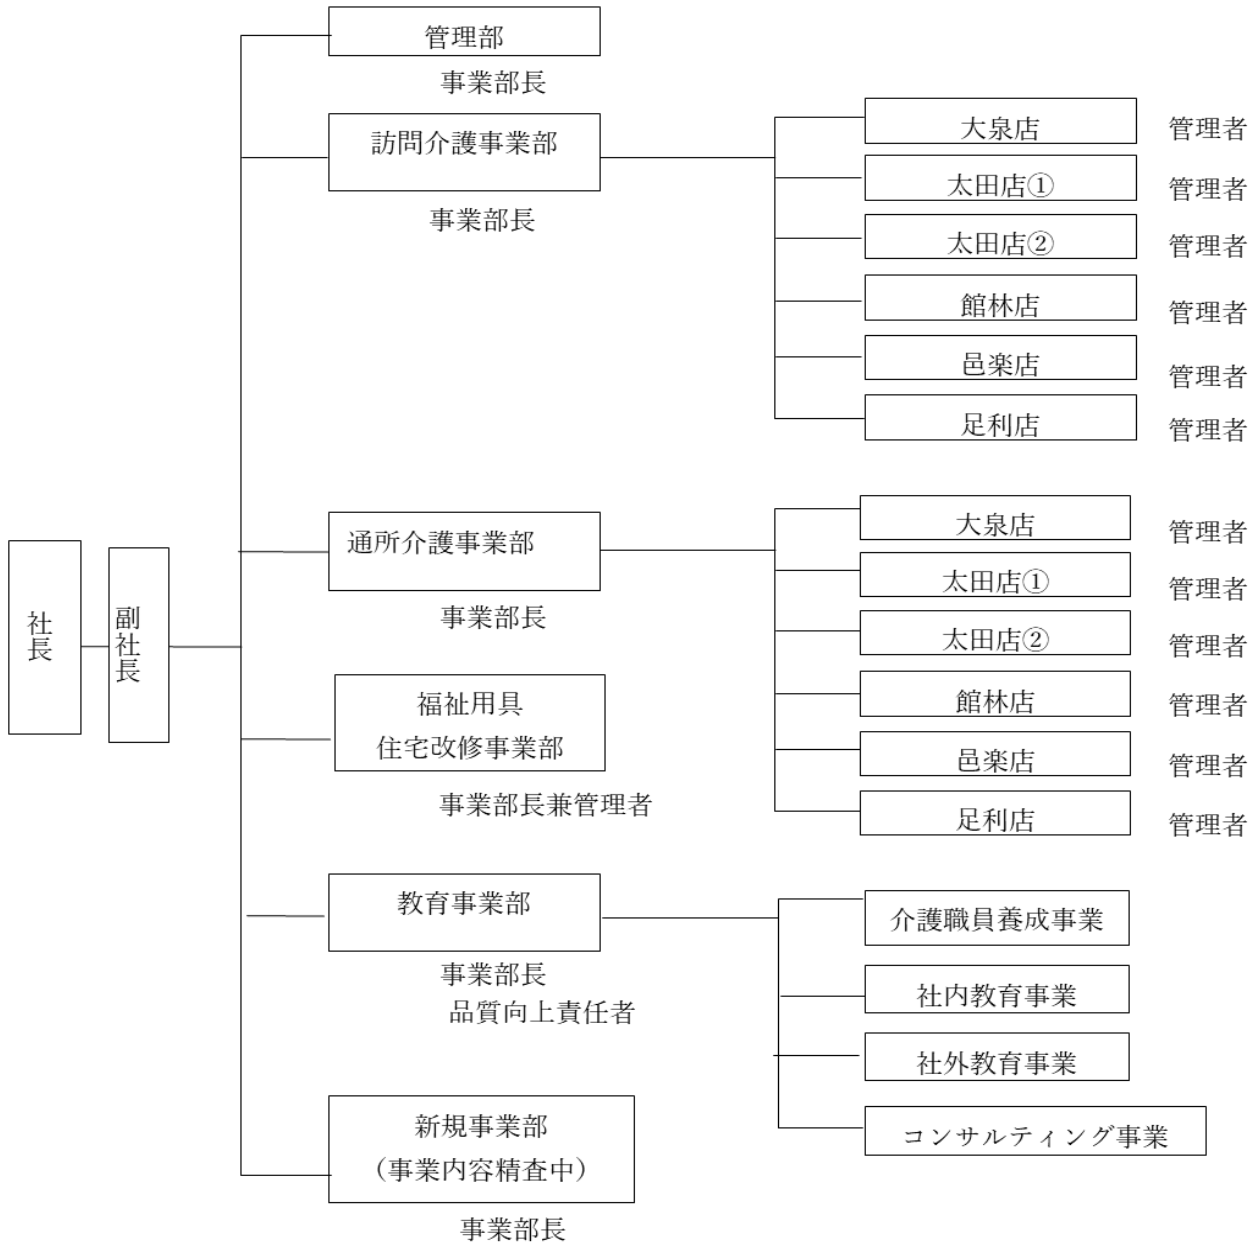 社長
副社長
管理部
事業部長
訪問介護事業部
事業部長
大泉店 管理者
太田店① 管理者
太田店② 管理者
館林店 管理者
邑楽店 管理者
足利店 管理者
通所介護事業部
事業部長
大泉店 管理者
太田店① 管理者
太田店② 管理者
館林店 管理者
邑楽店 管理者
足利店 管理者
福祉用具
住宅改修事業部
事業部長兼管理者
教育事業部
事業部長
品質向上責任者
介護職員養成事業
社内教育事業
社外教育事業
コンサルティング事業
新規事業部
（事業内容精査中）
事業部長